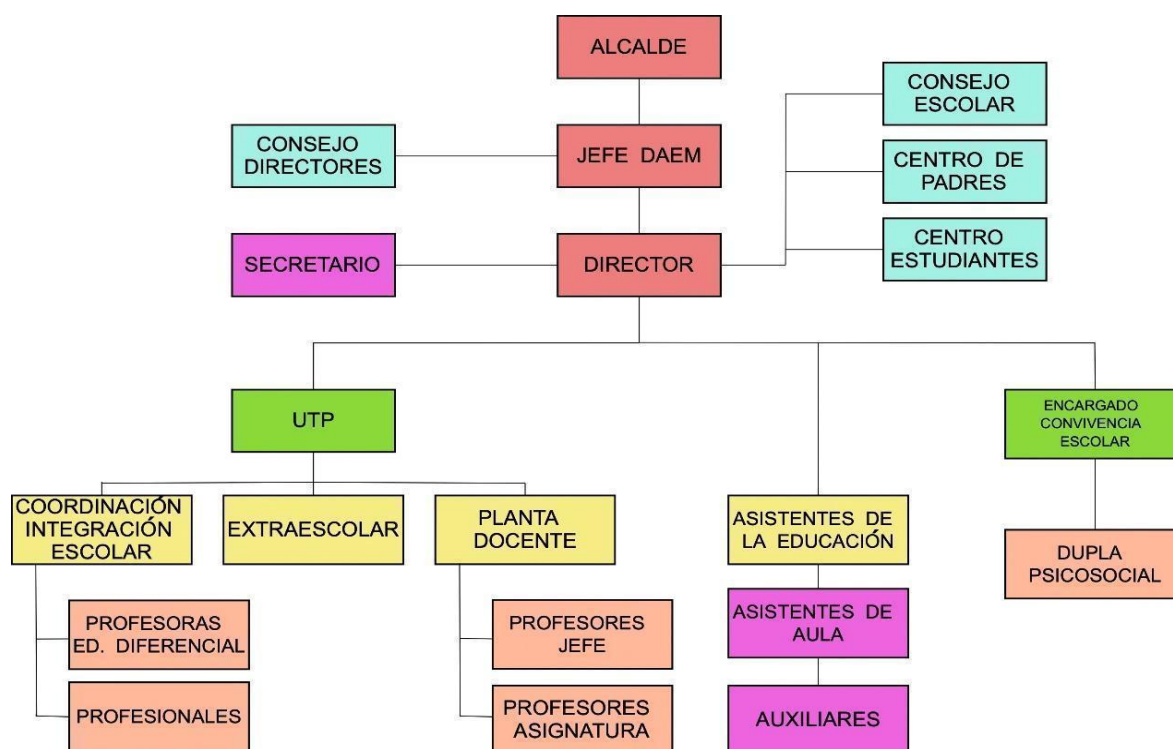 ALCALDE
CONSEJO
ESCOLAR
CONSEJO
DIRECTORES
JEFE DAEM
CENTRO DE
PADRES
SECRETARIO
DIRECTOR
CENTRO
ESTUDIANTES
UTP
ENCARGADO
CONVIVENCIA
ESCOLAR
COORDINACIÓN
INTEGRACIÓN
ESCOLAR
EXTRAESCOLAR
PLANTA
DOCENTE
ASISTENTES DE
LA EDUCACIÓN
DUPLA
PSICOSOCIAL
PROFESORAS
ED. DIFERENCIAL
PROFESORES
JEFE
ASISTENTES DE
AULA
PROFESIONALES
PROFESORES
ASIGNATURA
AUXILIARES